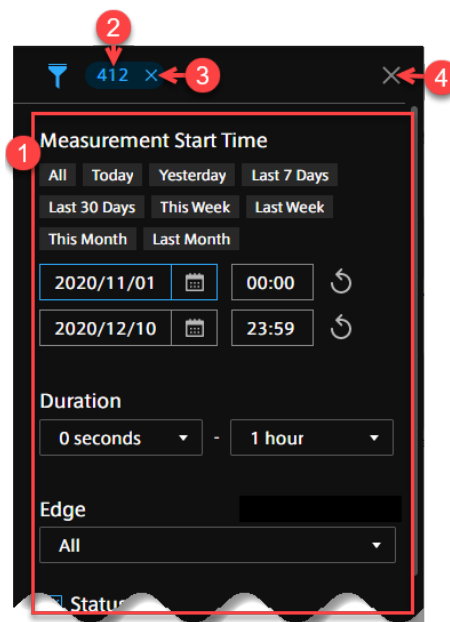 2
412 × 3 × 4
1
Measurement Start Time
All Today Yesterday Last 7 Days
Last 30 Days This Week Last Week
This Month Last Month
2020/11/01 00:00
2020/12/10 23:59
Duration
0 seconds - 1 hour
Edge
All
Status